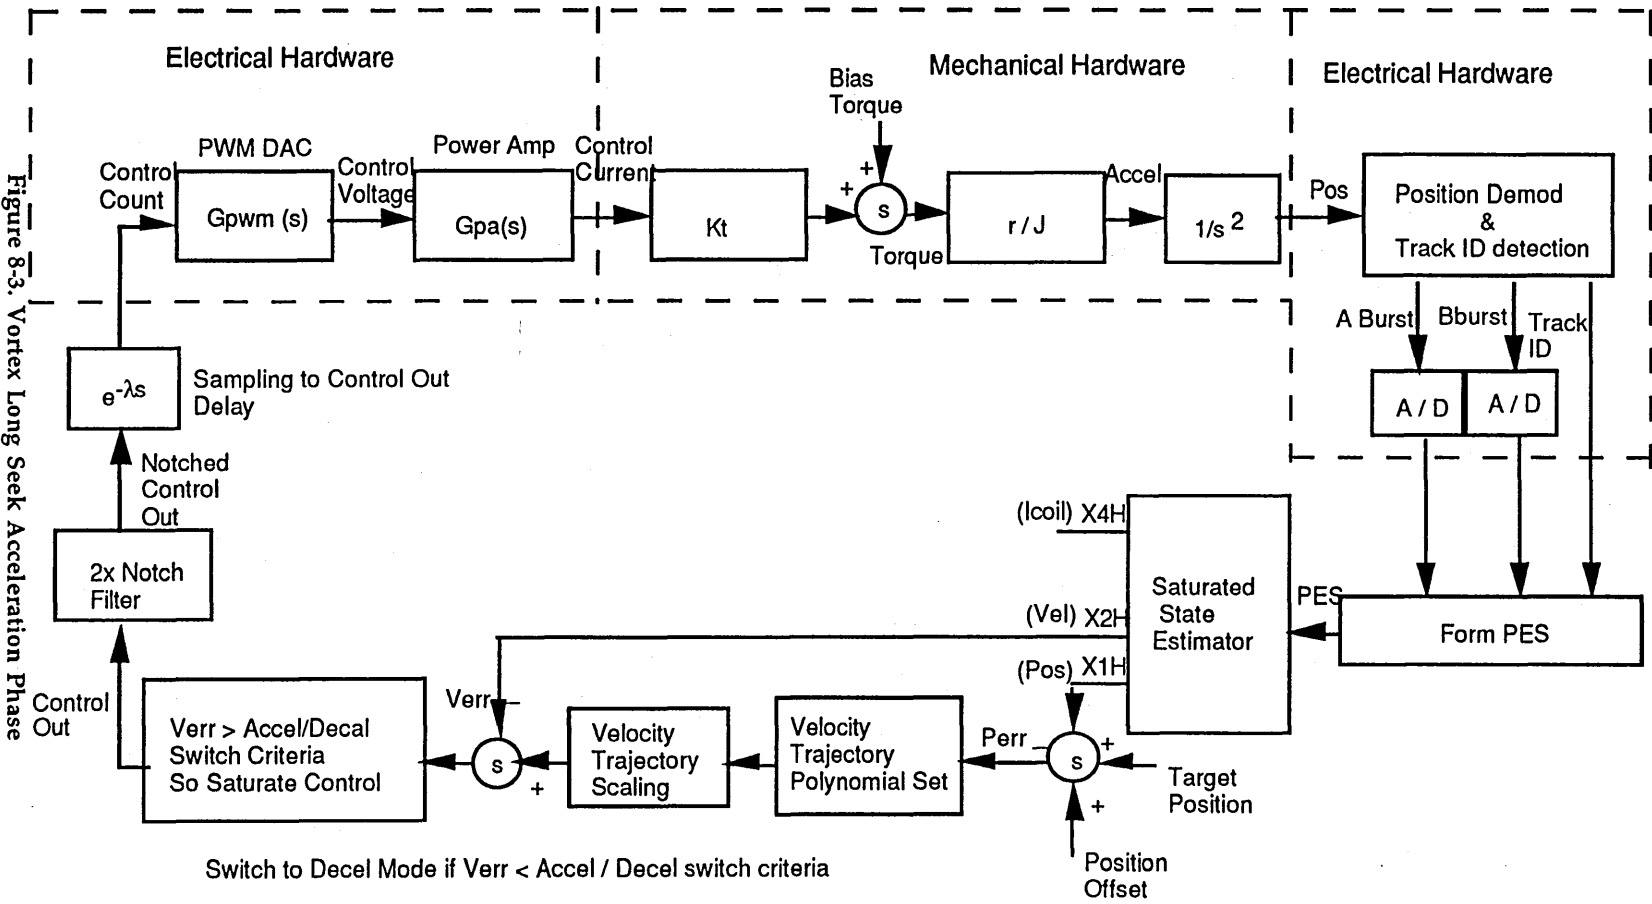 Electrical Hardware
Mechanical Hardware
Electrical Hardware
Bias
Torque
PWM DAC
Power Amp
Control
Count
Control
Voltage
Control
Current
Gpwm (s)
Gpa(s)
Kt
+
+
s
Torque
r / J
Accel
1/s 2
Pos
Position Demod
&
Track ID detection
A Burst
Bburst
Track
ID
A / D
A / D
e-λs
Sampling to Control Out
Delay
Notched
Control
Out
2x Notch
Filter
(Icoil) X4H
(Vel) X2H
(Pos) X1H
Saturated
State
Estimator
PES
Form PES
Control
Out
Verr > Accel/Decal
Switch Criteria
So Saturate Control
Verr
–
s
+
Velocity
Trajectory
Scaling
Velocity
Trajectory
Polynomial Set
Perr
–
s
+
+
Target
Position
Position
Offset
Switch to Decel Mode if Verr < Accel / Decel switch criteria
Figure 8-3. Vortex Long Seek Acceleration Phase